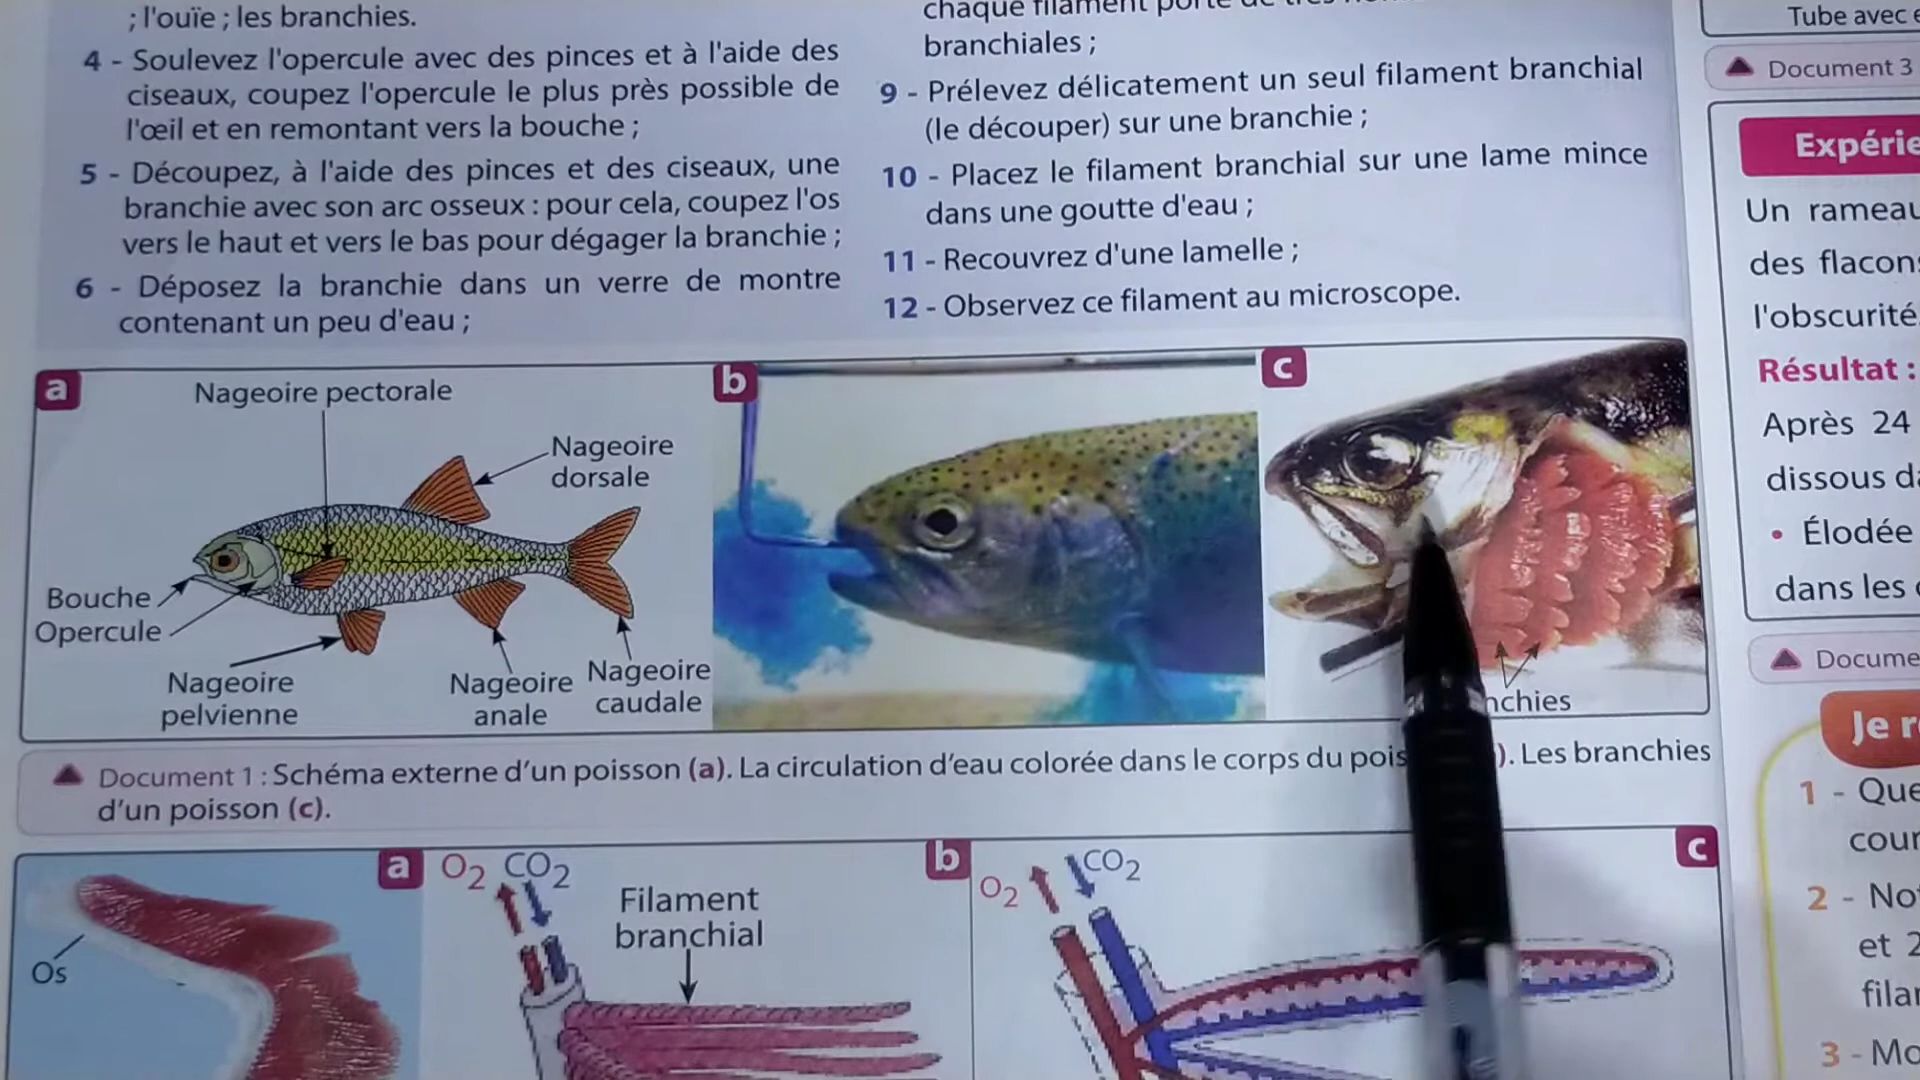 ; l'ouïe ; les branchies.
4 - Soulevez l'opercule avec des pinces et à l'aide des
ciseaux, coupez l'opercule le plus près possible de
l'œil et en remontant vers la bouche ;
5 - Découpez, à l'aide des pinces et des ciseaux, une
branchie avec son arc osseux : pour cela, coupez l'os
vers le haut et vers le bas pour dégager la branchie ;
6 - Déposez la branchie dans un verre de montre
contenant un peu d'eau ;
chaque filament porte de
branchiales ;
9 - Prélevez délicatement un seul filament branchial
(le découper) sur une branchie ;
10 - Placez le filament branchial sur une lame mince
dans une goutte d'eau ;
11 - Recouvrez d'une lamelle ;
12 - Observez ce filament au microscope.
a
Nageoire pectorale
Nageoire
dorsale
Bouche
Opercule
Nageoire
pelvienne
Nageoire
anale
Nageoire
caudale
b
c
nchies
Document 1 : Schéma externe d'un poisson (a). La circulation d'eau colorée dans le corps du pois ). Les branchies
d'un poisson (c).
Os
a
O2 CO2
Filament
branchial
b
O2
CO2
c
Tube avec
Document 3
Expérie
Un rameau
des flacons
l'obscurité
Résultat :
Après 24
dissous da
• Élodée
dans les
Docume
Je r
1 - Que
cour
2 - No
et 2
filar
3 - Mo